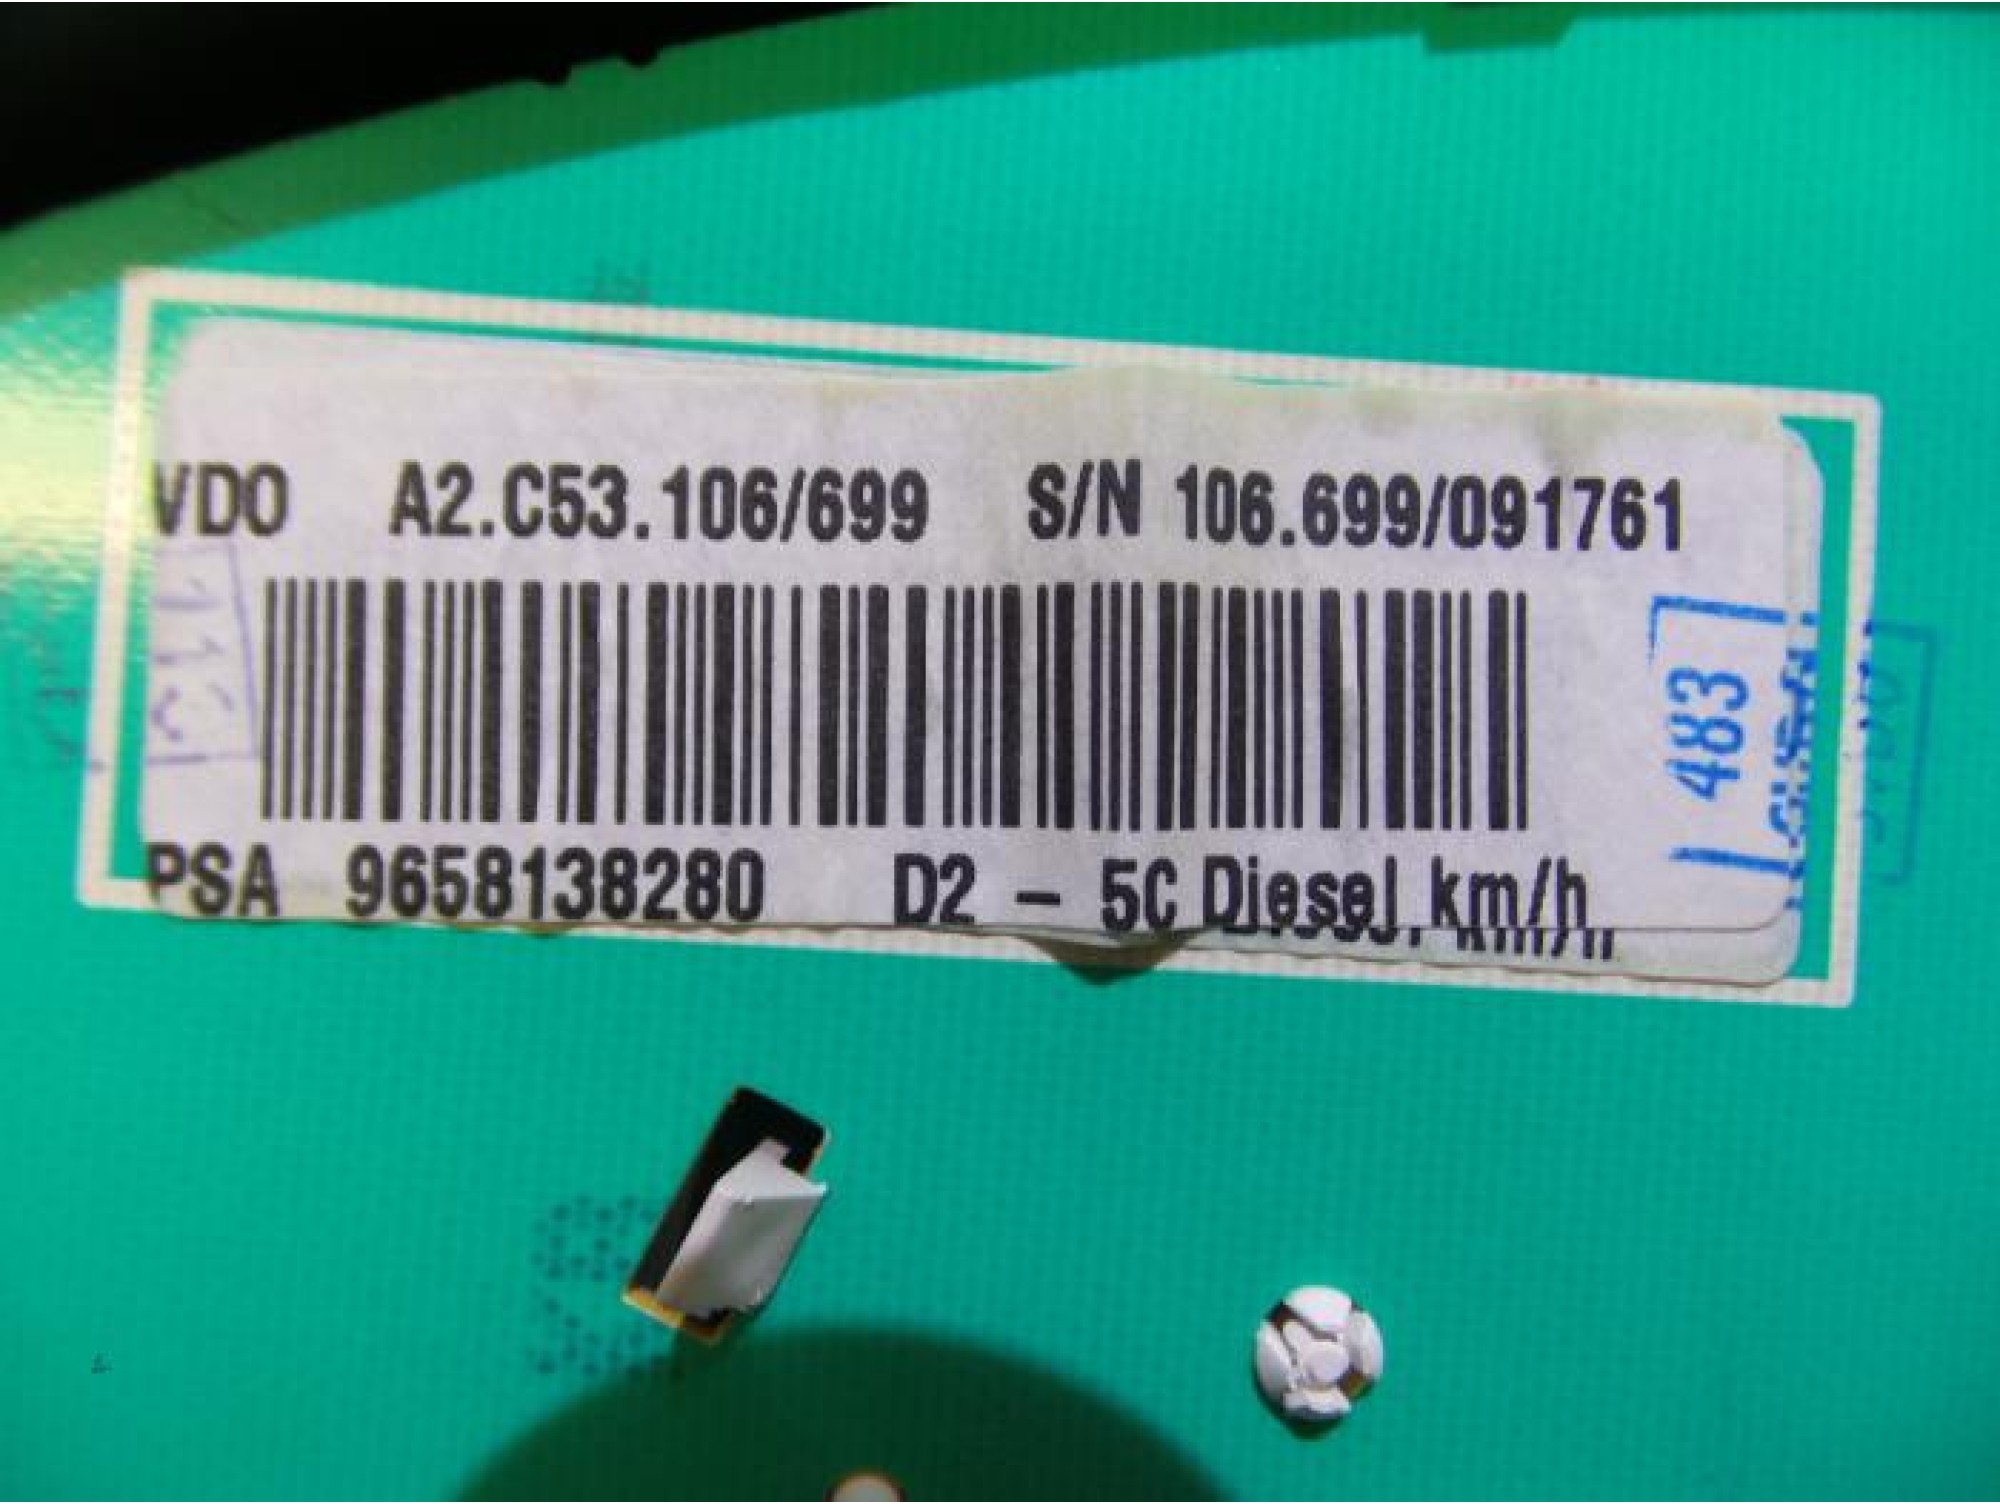 VDO A2.C53.106/699 S/N 106.699/091761
483
PSA 9658138280 D2 - 5C Diesel. km/h